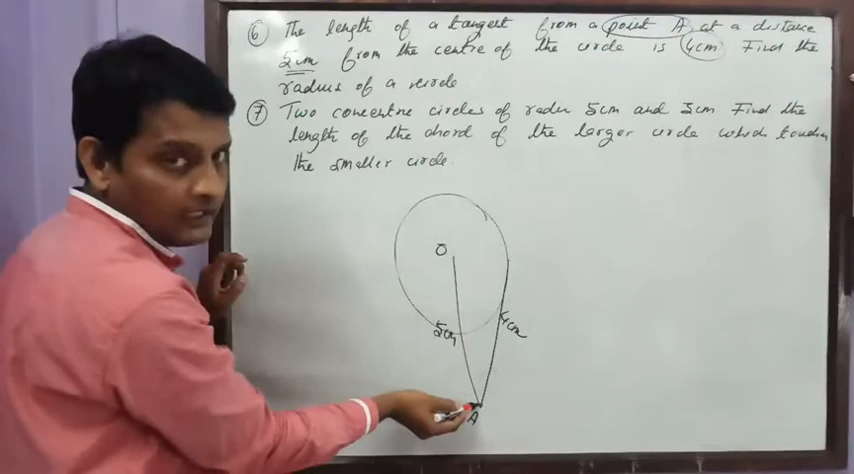 6 The length of a tangent from a point A at a distance
5cm from the centre of the circle is 4cm Find the
radius of a circle
7 Two concentric circles of radii 5cm and 3cm Find the
length of the chord of the larger circle which touches
the smaller circle.
O
5cm
4cm
A